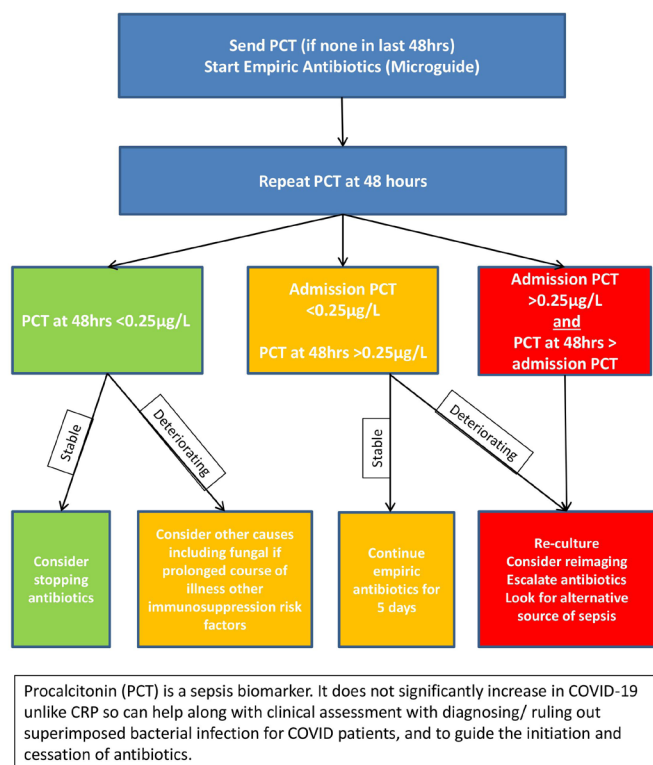 Send PCT (if none in last 48hrs)
Start Empiric Antibiotics (Microguide)
Repeat PCT at 48 hours
PCT at 48hrs <0.25µg/L
Admission PCT
<0.25µg/L
PCT at 48hrs >0.25µg/L
Admission PCT
>0.25µg/L
and
PCT at 48hrs >
admission PCT
Stable
Deteriorating
Stable
Deteriorating
Consider
stopping
antibiotics
Consider other causes
including fungal if
prolonged course of
illness other
immunosuppression risk
factors
Continue
empiric
antibiotics for
5 days
Re-culture
Consider reimaging
Escalate antibiotics
Look for alternative
source of sepsis
Procalcitonin (PCT) is a sepsis biomarker. It does not significantly increase in COVID-19
unlike CRP so can help along with clinical assessment with diagnosing/ ruling out
superimposed bacterial infection for COVID patients, and to guide the initiation and
cessation of antibiotics.